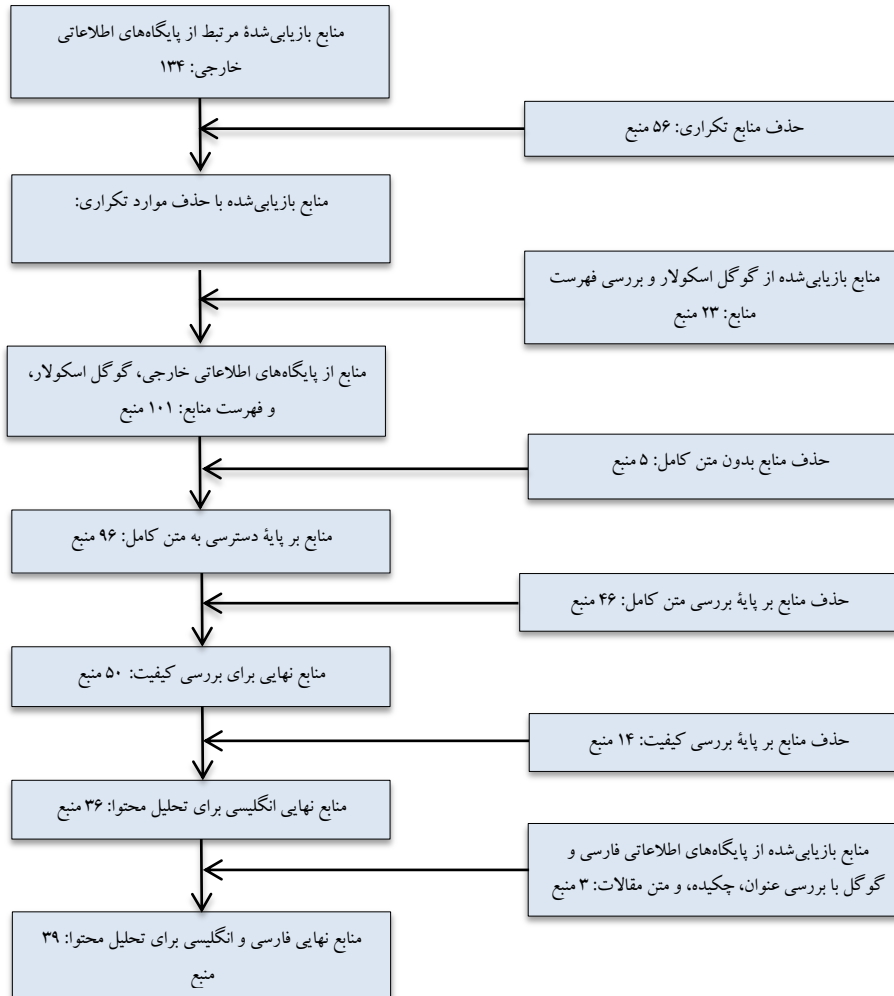 منابع بازیابی‌شدهٔ مرتبط از پایگاه‌های اطلاعاتی
خارجی: ۱۳۴
حذف منابع تکراری: ۵۶ منبع
منابع بازیابی‌شده با حذف موارد تکراری:
منابع بازیابی‌شده از گوگل اسکولار و بررسی فهرست
منابع: ۲۳ منبع
منابع از پایگاه‌های اطلاعاتی خارجی، گوگل اسکولار،
و فهرست منابع: ۱۰۱ منبع
حذف منابع بدون متن کامل: ۵ منبع
منابع بر پایهٔ دسترسی به متن کامل: ۹۶ منبع
حذف منابع بر پایهٔ بررسی متن کامل: ۴۶ منبع
منابع نهایی برای بررسی کیفیت: ۵۰ منبع
حذف منابع بر پایهٔ بررسی کیفیت: ۱۴ منبع
منابع نهایی انگلیسی برای تحلیل محتوا: ۳۶ منبع
منابع بازیابی‌شده از پایگاه‌های اطلاعاتی فارسی و
گوگل با بررسی عنوان، چکیده، و متن مقالات: ۳ منبع
منابع نهایی فارسی و انگلیسی برای تحلیل محتوا: ۳۹
منبع